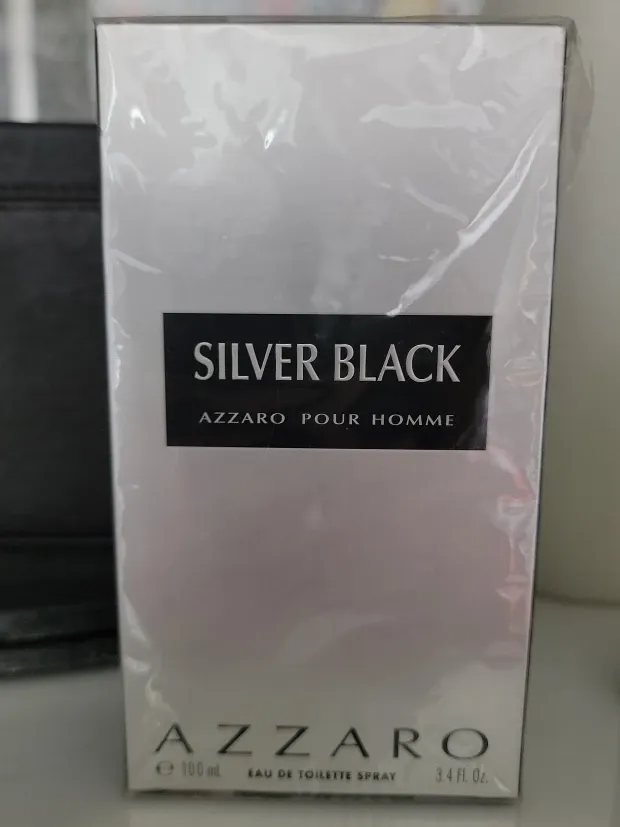 SILVER BLACK
AZZARO POUR HOMME
AZZARO
℮ 100 ml EAU DE TOILETTE SPRAY 3.4 fl. Oz.